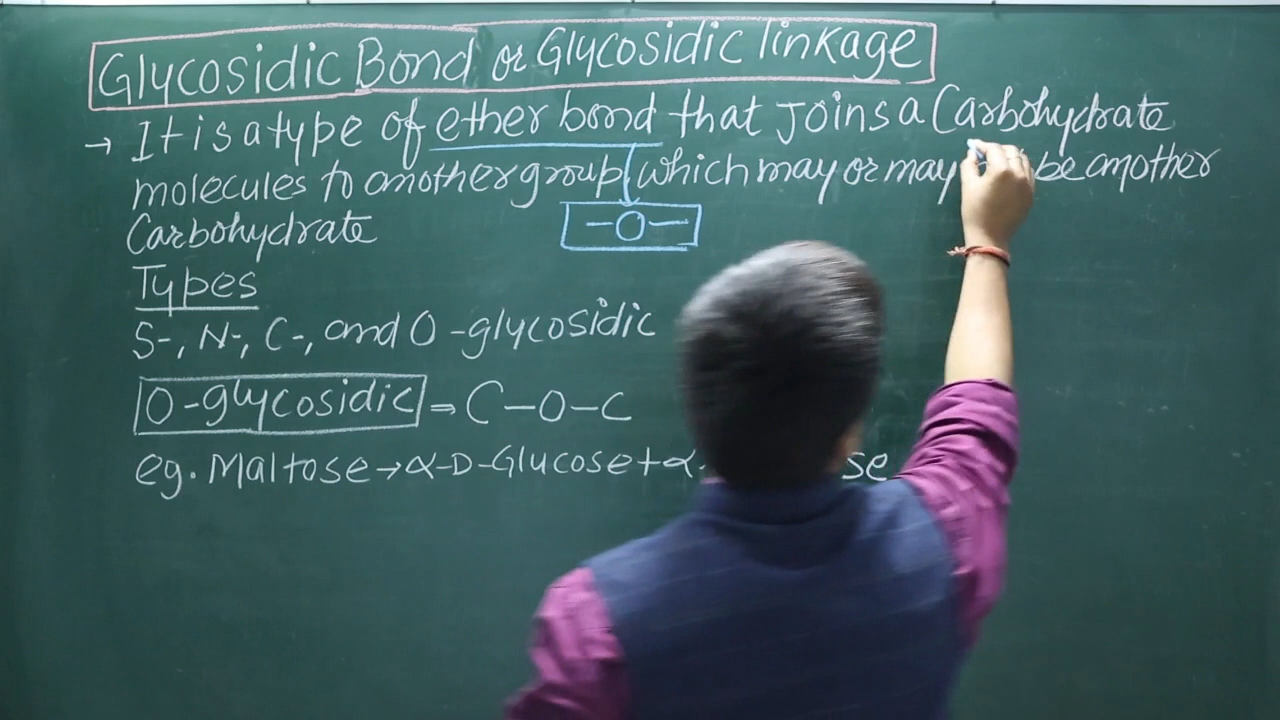 Glycosidic Bond or Glycosidic linkage
→ It is a type of ether bond that joins a Carbohydrate
molecules to another group which may or may be another
Carbohydrate
-O-
Types
S-, N-, C-, and O-glycosidic
O-glycosidic = C-O-C
eg. Maltose → α-D-Glucose + α-